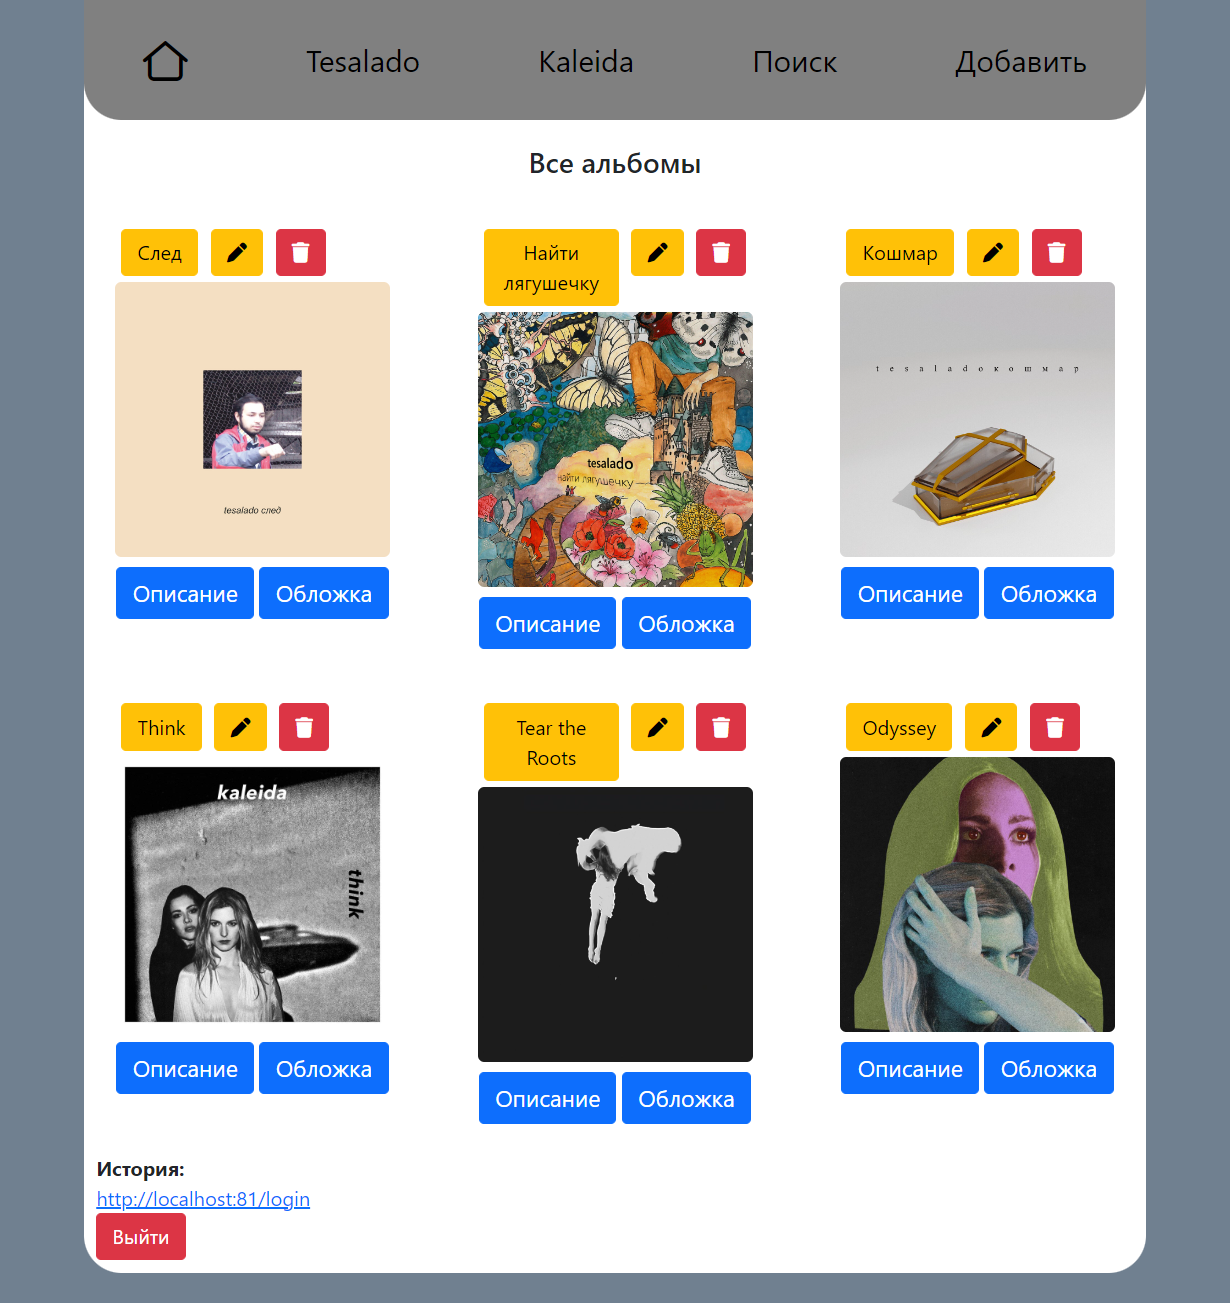 Tesalado Kaleida Поиск Добавить
Все альбомы
След
Найти
лягушечку
Кошмар
tesalado след
tesalado
найти лягушечку
tesaladoкошмар
Описание Обложка
Описание Обложка
Описание Обложка
Think
Tear the
Roots
Odyssey
kaleida
think
Описание Обложка
Описание Обложка
Описание Обложка
История:
http://localhost:81/login
Выйти